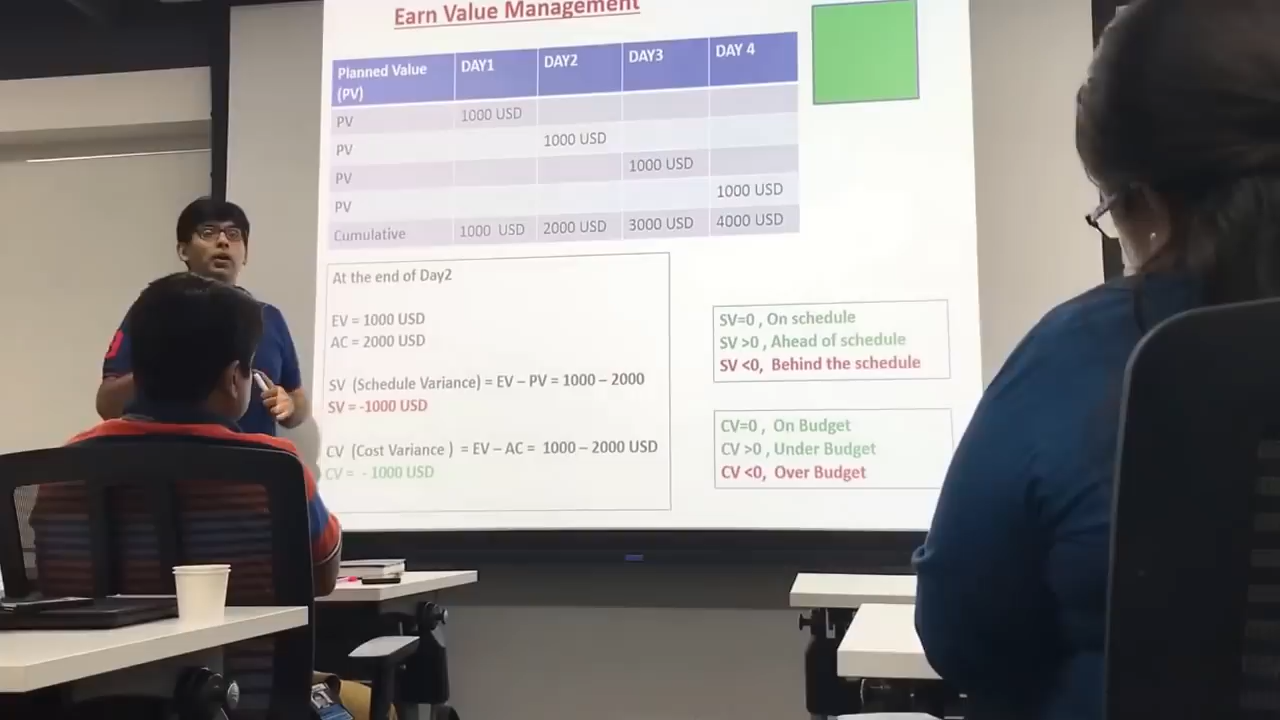 Earn Value Management
Planned Value (PV) DAY1 DAY2 DAY3 DAY 4
PV 1000 USD
PV 1000 USD
PV 1000 USD
PV 1000 USD
Cumulative 1000 USD 2000 USD 3000 USD 4000 USD
At the end of Day2
EV = 1000 USD
AC = 2000 USD
SV (Schedule Variance) = EV – PV = 1000 – 2000
SV = -1000 USD
CV (Cost Variance ) = EV – AC = 1000 – 2000 USD
CV = - 1000 USD
SV=0 , On schedule
SV >0 , Ahead of schedule
SV <0, Behind the schedule
CV=0 , On Budget
CV >0 , Under Budget
CV <0, Over Budget